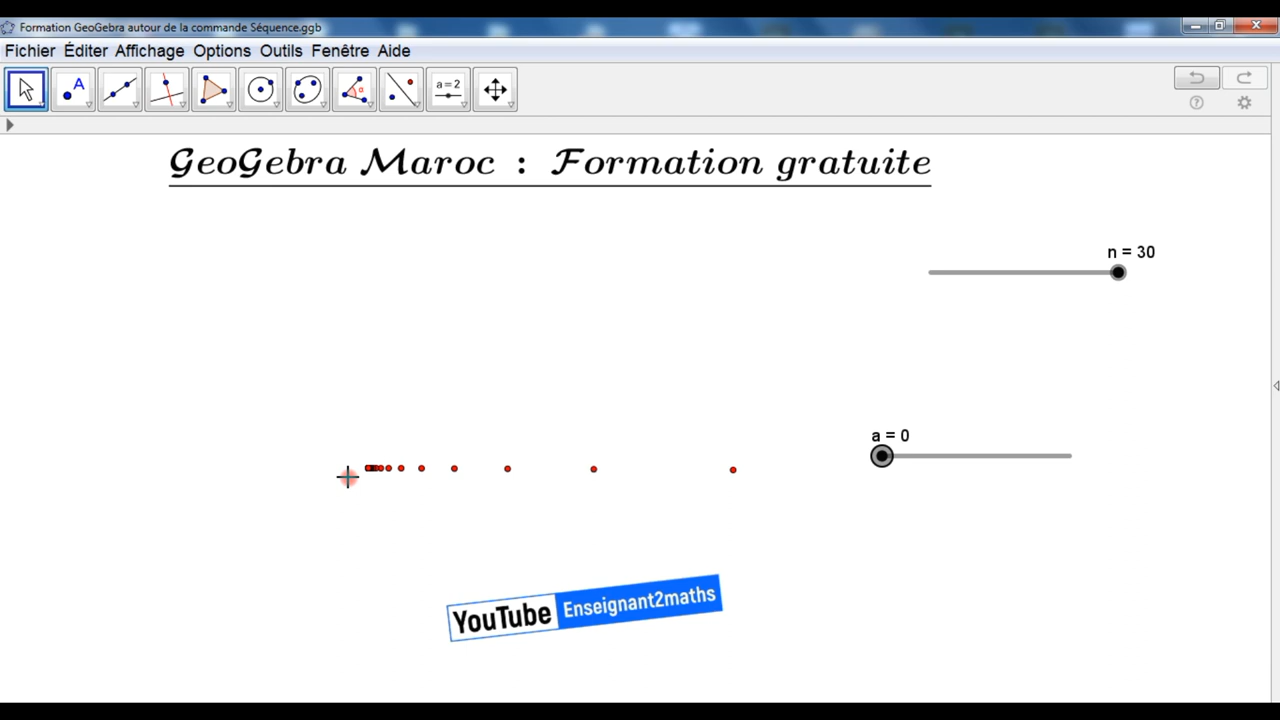 Formation GeoGebra autour de la commande Séquence.ggb
Fichier Éditer Affichage Options Outils Fenêtre Aide
A
α
a = 2
GeoGebra Maroc : Formation gratuite
n = 30
a = 0
YouTube Enseignant2maths